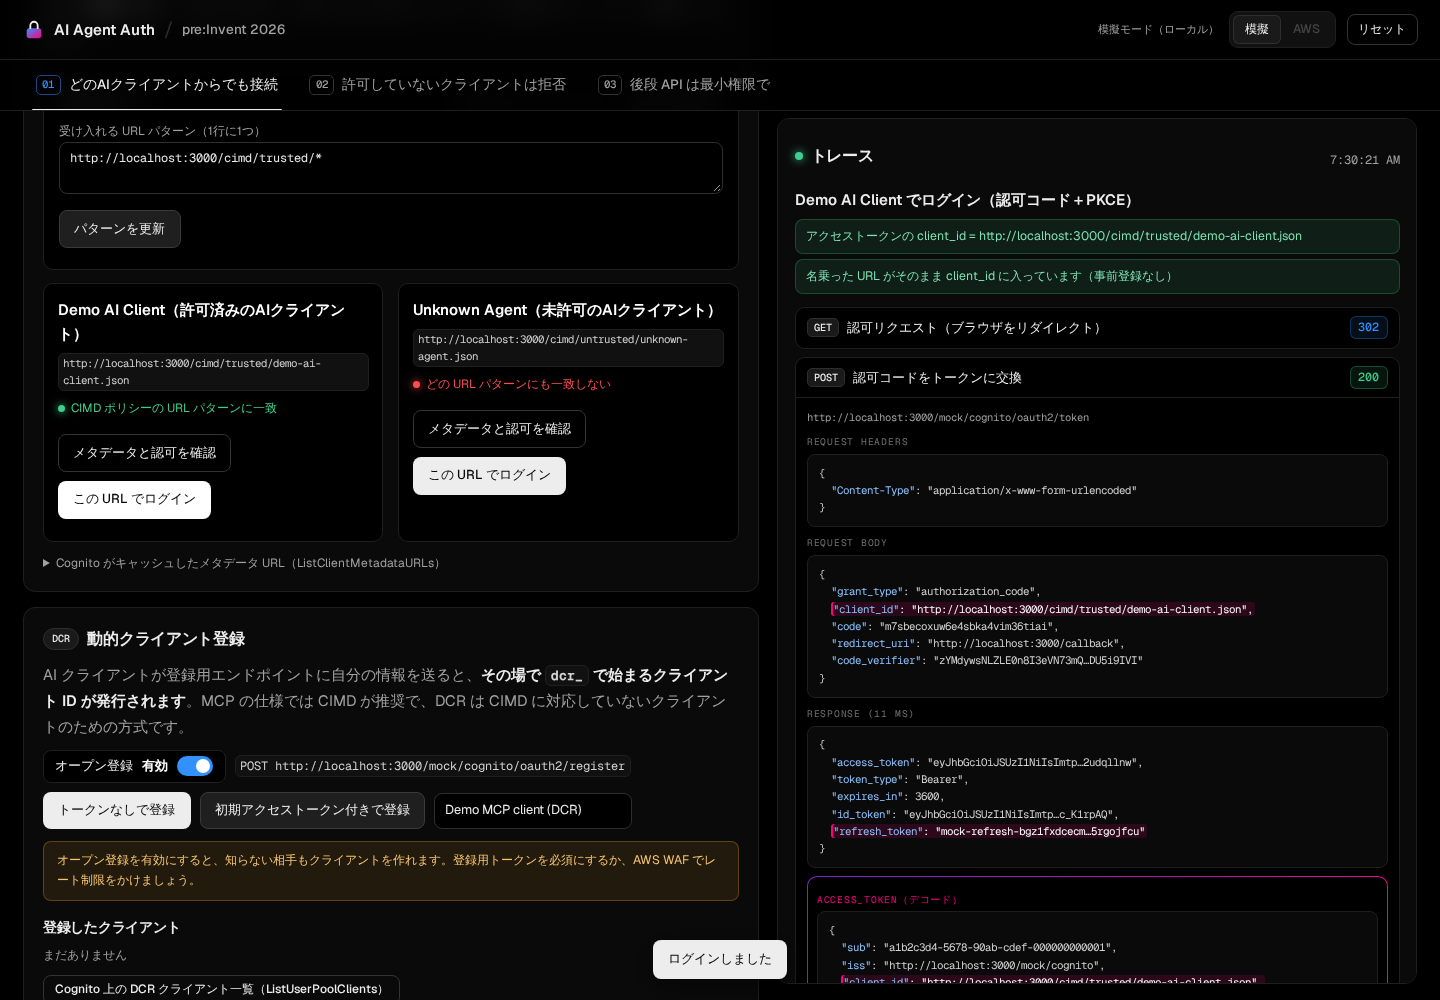 AI Agent Auth / pre:Invent 2026
模擬モード（ローカル） 模擬 AWS リセット
01 どのAIクライアントからでも接続 02 許可していないクライアントは拒否 03 後段 API は最小権限で
受け入れる URL パターン（1行に1つ）
http://localhost:3000/cimd/trusted/*
パターンを更新
Demo AI Client（許可済みのAIクライアン
ト）
http://localhost:3000/cimd/trusted/demo-ai-
client.json
CIMD ポリシーの URL パターンに一致
メタデータと認可を確認
この URL でログイン
Unknown Agent（未許可のAIクライアント）
http://localhost:3000/cimd/untrusted/unknown-
agent.json
どの URL パターンにも一致しない
メタデータと認可を確認
この URL でログイン
Cognito がキャッシュしたメタデータ URL（ListClientMetadataURLs）
DCR 動的クライアント登録
AI クライアントが登録用エンドポイントに自分の情報を送ると、その場で dcr_ で始まるクライアン
ト ID が発行されます。MCP の仕様では CIMD が推奨で、DCR は CIMD に対応していないクライアン
トのための方式です。
オープン登録 有効 POST http://localhost:3000/mock/cognito/oauth2/register
トークンなしで登録 初期アクセストークン付きで登録 Demo MCP client (DCR)
オープン登録を有効にすると、知らない相手もクライアントを作れます。登録用トークンを必須にするか、AWS WAF でレ
ート制限をかけましょう。
登録したクライアント
まだありません
Cognito 上の DCR クライアント一覧（ListUserPoolClients）
ログインしました
トレース 7:30:21 AM
Demo AI Client でログイン（認可コード＋PKCE）
アクセストークンの client_id = http://localhost:3000/cimd/trusted/demo-ai-client.json
名乗った URL がそのまま client_id に入っています（事前登録なし）
GET 認可リクエスト（ブラウザをリダイレクト） 302
POST 認可コードをトークンに交換 200
http://localhost:3000/mock/cognito/oauth2/token
REQUEST HEADERS
{
"Content-Type": "application/x-www-form-urlencoded"
}
REQUEST BODY
{
"grant_type": "authorization_code",
"client_id": "http://localhost:3000/cimd/trusted/demo-ai-client.json",
"code": "m7sbecoxuw6e4sbka4vim36tiai",
"redirect_uri": "http://localhost:3000/callback",
"code_verifier": "zYMdywsNLZLE0n8I3eVN73mQ…DU5i9IVI"
}
RESPONSE (11 MS)
{
"access_token": "eyJhbGciOiJSUzI1NiIsImtp…2udqllnw",
"token_type": "Bearer",
"expires_in": 3600,
"id_token": "eyJhbGciOiJSUzI1NiIsImtp…c_K1rpAQ",
"refresh_token": "mock-refresh-bgz1fxdcecm…5rgojfcu"
}
ACCESS_TOKEN（デコード）
{
"sub": "a1b2c3d4-5678-90ab-cdef-000000000001",
"iss": "http://localhost:3000/mock/cognito",
"client_id": "http://localhost:3000/cimd/trusted/demo-ai-client.json",